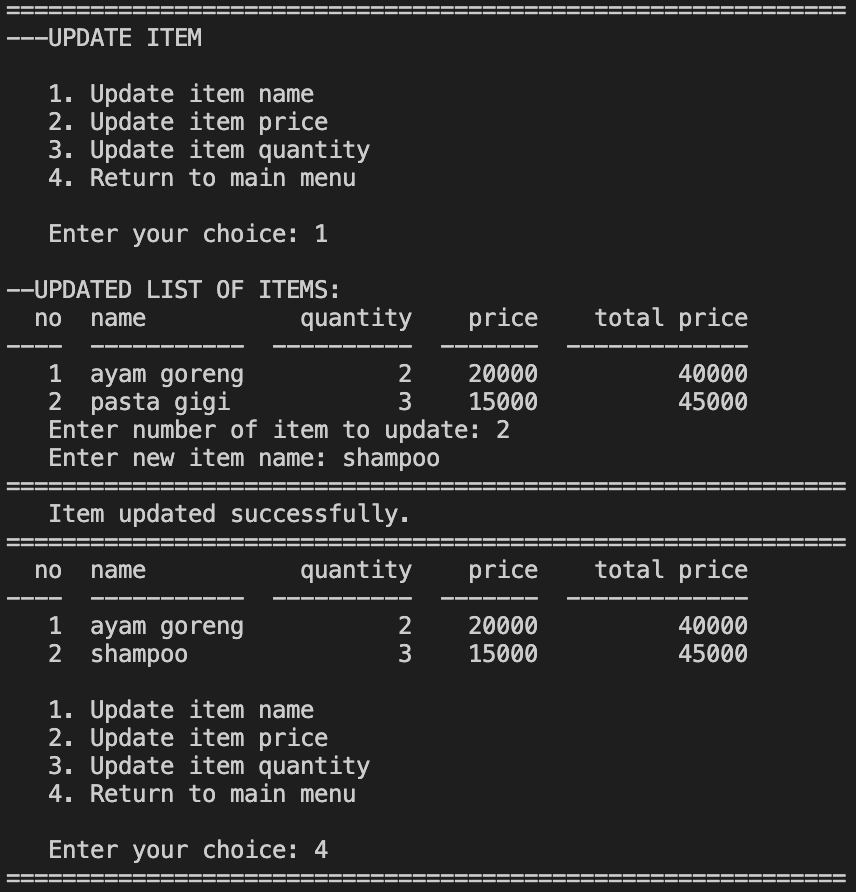 ============================================================
---UPDATE ITEM
1. Update item name
2. Update item price
3. Update item quantity
4. Return to main menu
Enter your choice: 1
--UPDATED LIST OF ITEMS:
  no  name           quantity    price    total price
----  -----------  ----------  -------  -------------
   1  ayam goreng           2    20000          40000
   2  pasta gigi            3    15000          45000
   Enter number of item to update: 2
   Enter new item name: shampoo
============================================================
   Item updated successfully.
============================================================
  no  name           quantity    price    total price
----  -----------  ----------  -------  -------------
   1  ayam goreng           2    20000          40000
   2  shampoo               3    15000          45000
   1. Update item name
   2. Update item price
   3. Update item quantity
   4. Return to main menu
   Enter your choice: 4
============================================================